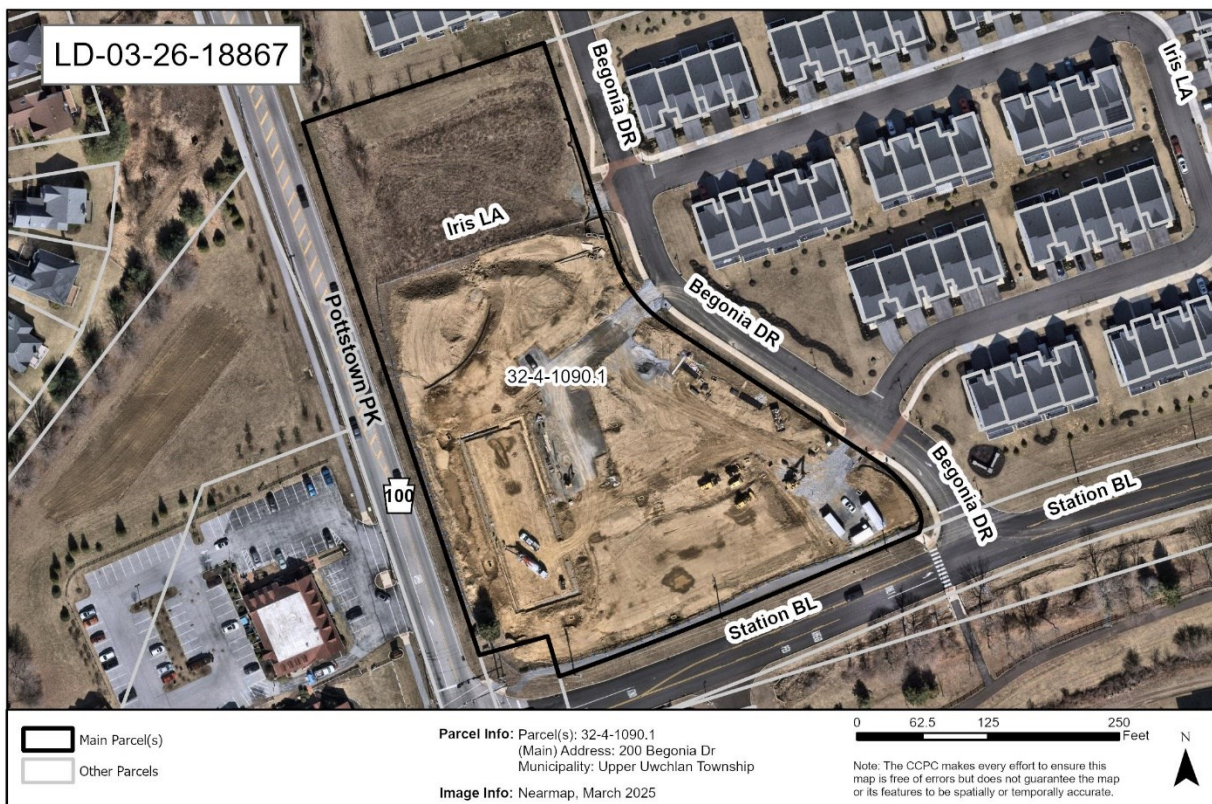 LD-03-26-18867
Begonia DR
Iris LA
Iris LA
Begonia DR
Pottstown PK
32-4-1090.1
100
Begonia DR
Station BL
Station BL
Main Parcel(s)
Other Parcels
Parcel Info: Parcel(s): 32-4-1090.1
(Main) Address: 200 Begonia Dr
Municipality: Upper Uwchlan Township
Image Info: Nearmap, March 2025
0 62.5 125 250
Feet
N
Note: The CCPC makes every effort to ensure this
map is free of errors but does not guarantee the map
or its features to be spatially or temporally accurate.